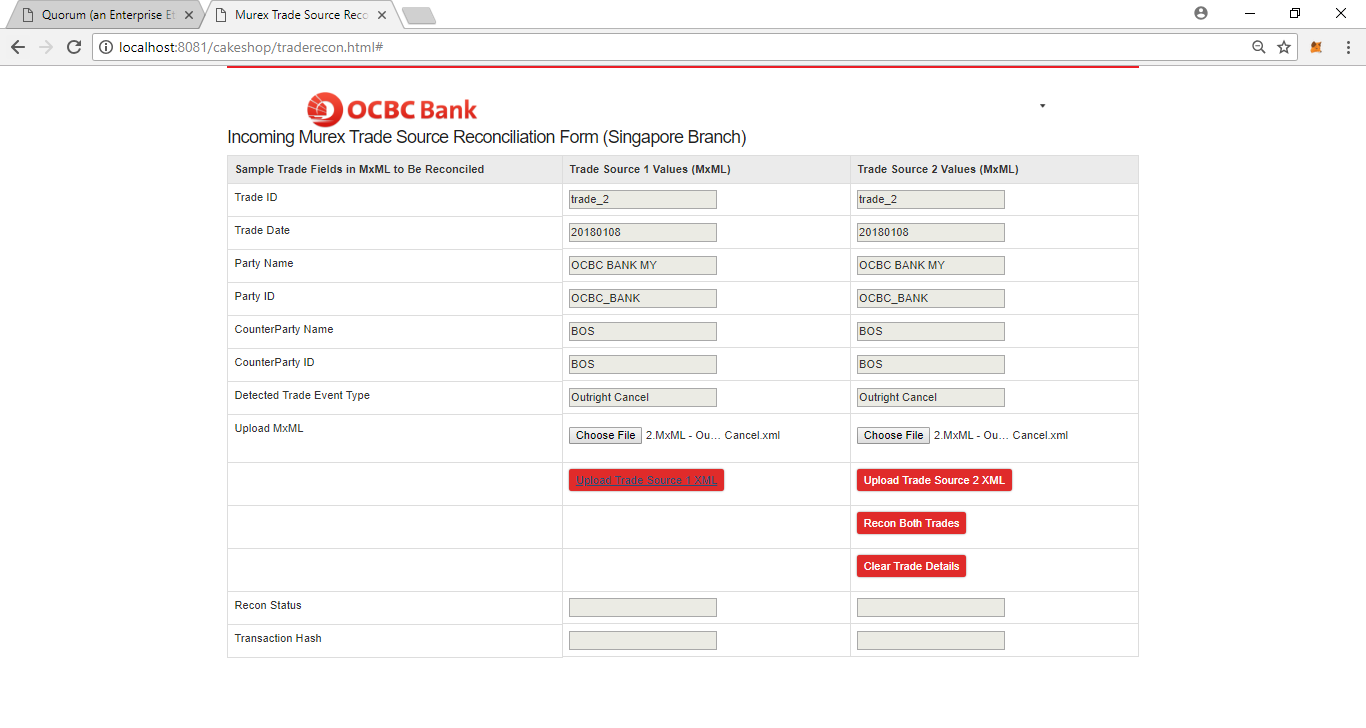 Quorum (an Enterprise Et
Murex Trade Source Reco
localhost:8081/cakeshop/traderecon.html#
OCBC Bank
Incoming Murex Trade Source Reconciliation Form (Singapore Branch)
Sample Trade Fields in MxML to Be Reconciled Trade Source 1 Values (MxML) Trade Source 2 Values (MxML)
Trade ID trade_2 trade_2
Trade Date 20180108 20180108
Party Name OCBC BANK MY OCBC BANK MY
Party ID OCBC_BANK OCBC_BANK
CounterParty Name BOS BOS
CounterParty ID BOS BOS
Detected Trade Event Type Outright Cancel Outright Cancel
Upload MxML Choose File 2.MxML - Ou... Cancel.xml Choose File 2.MxML - Ou... Cancel.xml
Upload Trade Source 1 XML Upload Trade Source 2 XML
Recon Both Trades
Clear Trade Details
Recon Status
Transaction Hash